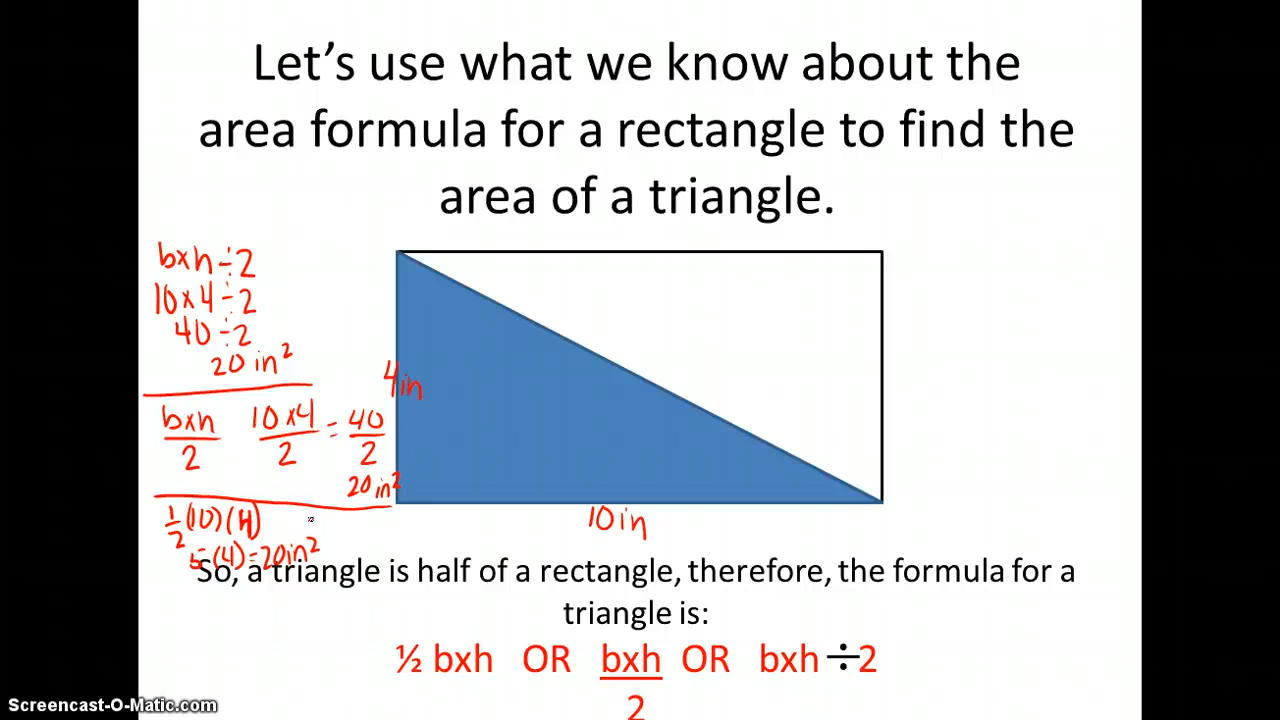 Let's use what we know about the
area formula for a rectangle to find the
area of a triangle.
bxh ÷ 2
10 x 4 ÷ 2
40 ÷ 2
20 in²
bxh/2 10 x 4/2 = 40/2
20 in²
½(10)(4)
5(4)=20in²
4in
10 in
So, a triangle is half of a rectangle, therefore, the formula for a
triangle is:
½ bxh OR bxh OR bxh ÷2
2
Screencast-O-Matic.com